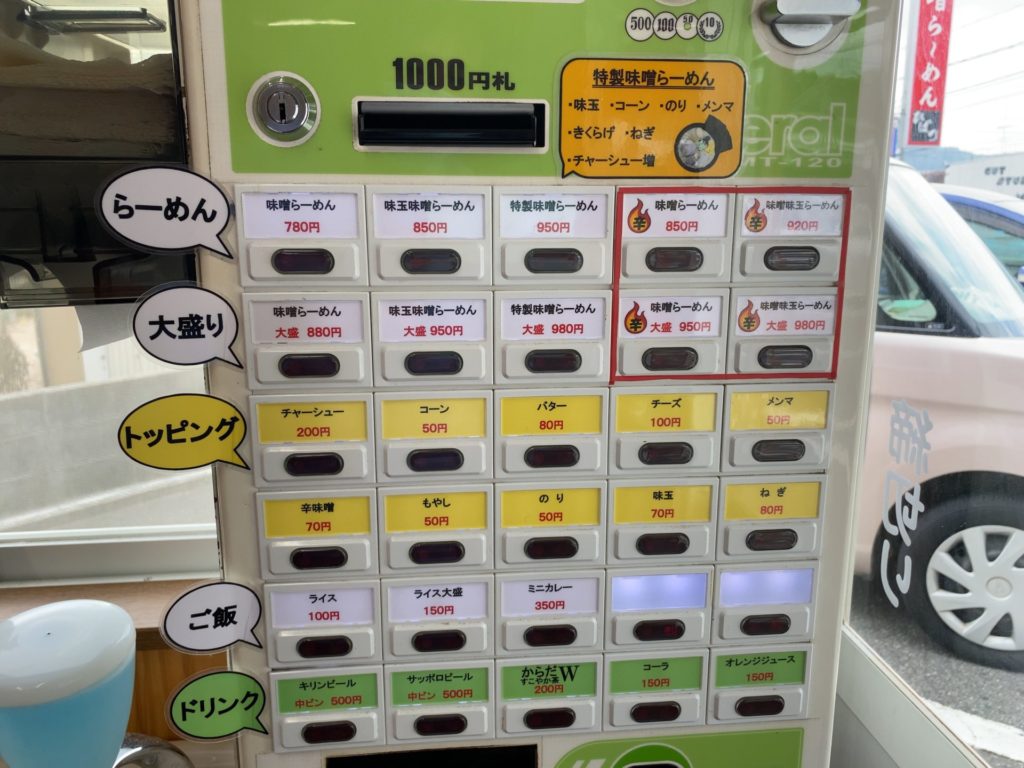 500 100 50 10
1000円札
特製味噌らーめん
・味玉 ・コーン ・のり ・メンマ
・きくらげ ・ねぎ
・チャーシュー増
eral
MT-120
らーめん
味噌らーめん
780円
味玉味噌らーめん
850円
特製味噌らーめん
950円
辛 味噌らーめん
850円
辛 味噌味玉らーめん
920円
大盛り
味噌らーめん
大盛 880円
味玉味噌らーめん
大盛 950円
特製味噌らーめん
大盛 980円
辛 味噌らーめん
大盛 950円
辛 味噌味玉らーめん
大盛 980円
トッピング
チャーシュー
200円
コーン
50円
バター
80円
チーズ
100円
メンマ
50円
辛味噌
70円
もやし
50円
のり
50円
味玉
70円
ねぎ
80円
ご飯
ライス
100円
ライス大盛
150円
ミニカレー
350円
ドリンク
キリンビール
中ビン 500円
サッポロビール
中ビン 500円
からだ
すこやか茶W
200円
コーラ
150円
オレンジジュース
150円
噌らーめん